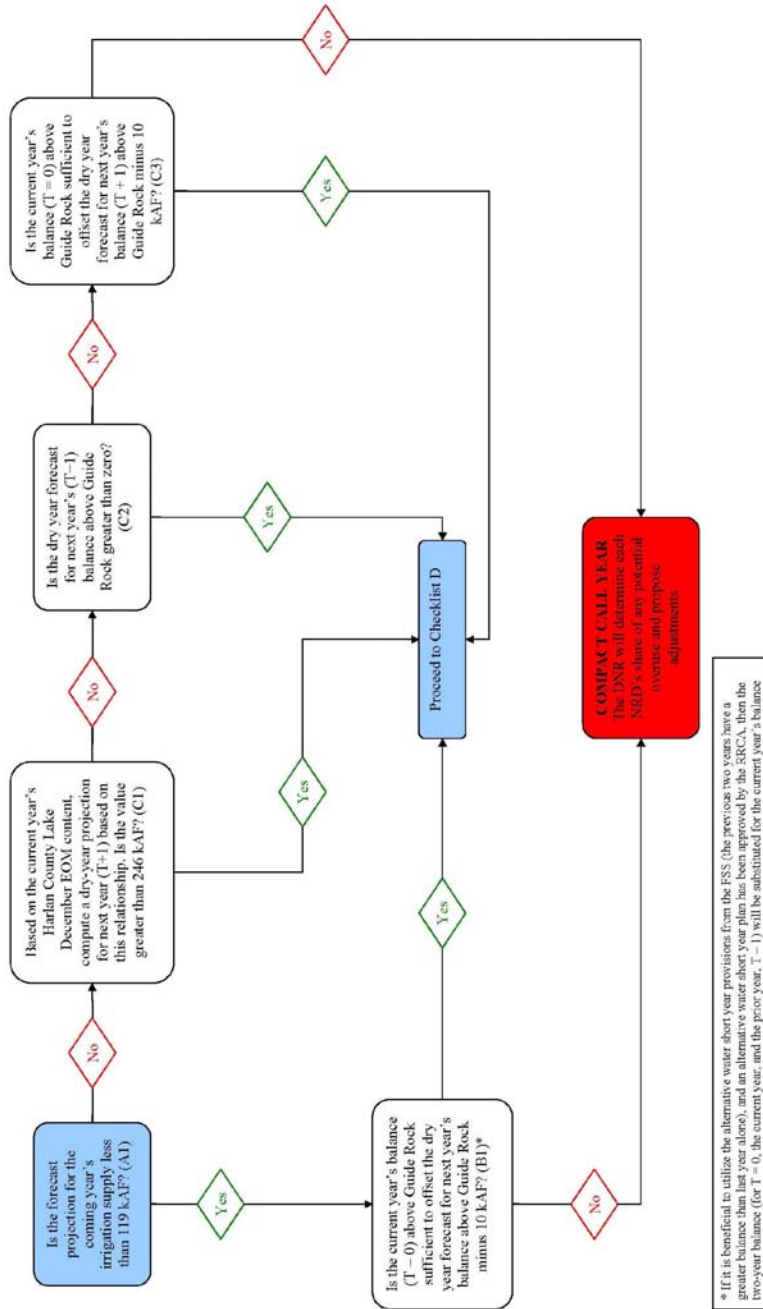 Is the forecast
projection for the
coming year's
irrigation supply less
than 119 kAF? (A1)
No
Based on the current year's
Harlan County Lake
December EOM content,
compute a dry-year projection
for next year (T+1) based on
this relationship. Is the value
greater than 246 kAF? (C1)
No
Is the dry year forecast
for next year's (T−1)
balance above Guide
Rock greater than zero?
(C2)
No
Is the current year's
balance (T = 0) above
Guide Rock sufficient to
offset the dry year
forecast for next year's
balance (T + 1) above
Guide Rock minus 10
kAF? (C3)
No
Yes
Yes
Yes
Yes
Is the current year's balance
(T − 0) above Guide Rock
sufficient to offset the dry
year forecast for next year's
balance above Guide Rock
minus 10 kAF? (B1)*
Yes
Proceed to Checklist D
No
COMPACT CALL YEAR
The DNR will determine each
NRD's share of any potential
overuse and propose
adjustments
* If it is beneficial to utilize the alternative water short year provisions from the FSS (the previous two years have a
greater balance than last year alone), and an alternative water short year plan has been approved by the RRCA, then the
two-year balance (for T = 0, the current year, and the prior year, T − 1) will be substituted for the current year's balance